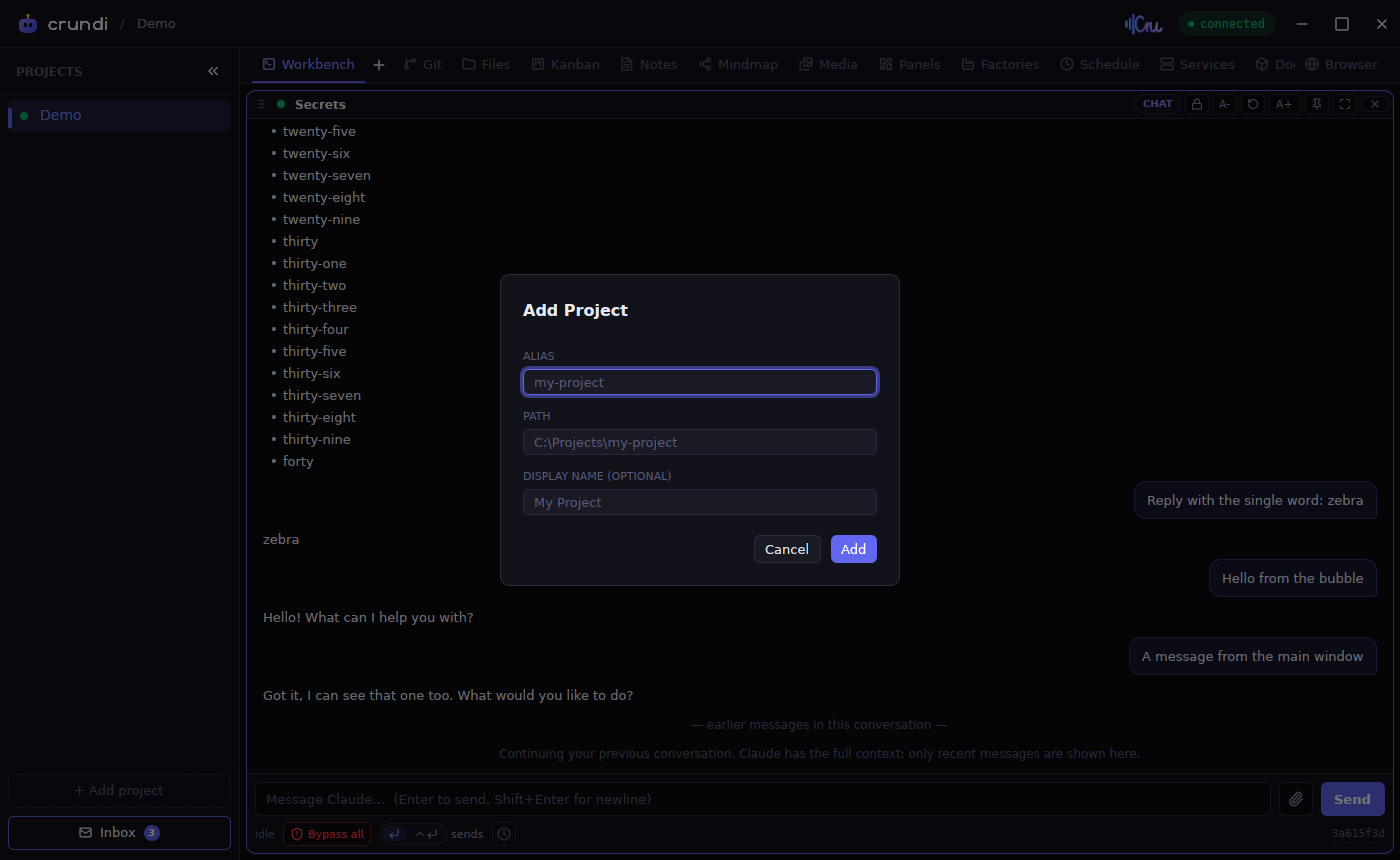 crundi / Demo
Cru
connected
PROJECTS
Workbench + Git Files Kanban Notes Mindmap Media Panels Factories Schedule Services Doc Browser
Demo
Secrets
CHAT A- A+
• twenty-five
• twenty-six
• twenty-seven
• twenty-eight
• twenty-nine
• thirty
• thirty-one
• thirty-two
• thirty-three
• thirty-four
• thirty-five
• thirty-six
• thirty-seven
• thirty-eight
• thirty-nine
• forty
Add Project
ALIAS
my-project
PATH
C:\Projects\my-project
DISPLAY NAME (OPTIONAL)
My Project
Cancel Add
Reply with the single word: zebra
zebra
Hello from the bubble
Hello! What can I help you with?
A message from the main window
Got it, I can see that one too. What would you like to do?
— earlier messages in this conversation —
Continuing your previous conversation. Claude has the full context; only recent messages are shown here.
+ Add project
Inbox 3
Message Claude… (Enter to send, Shift+Enter for newline)
Send
idle Bypass all sends
3a615f3d